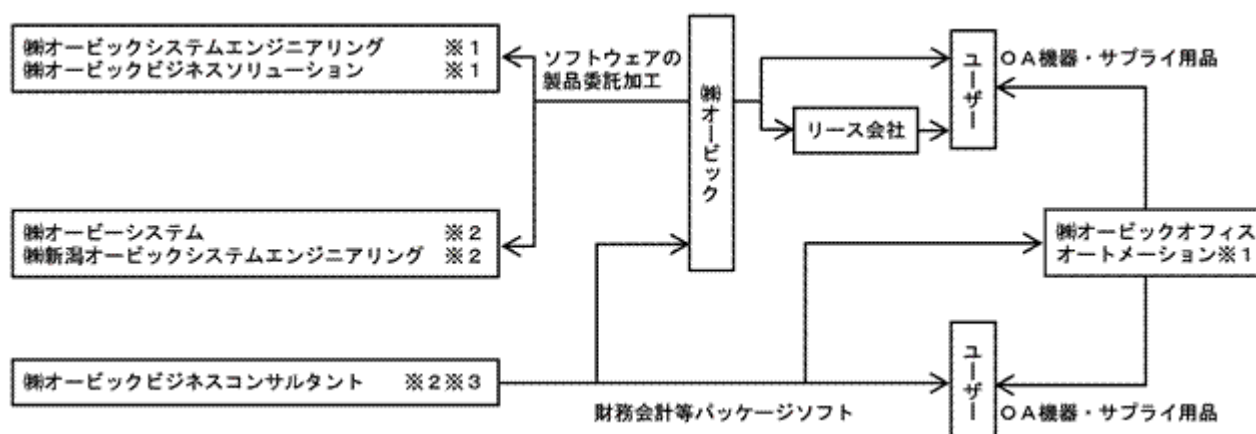 ㈱オービックシステムエンジニアリング ※1
㈱オービックビジネスソリューション ※1
ソフトウェアの
製品委託加工
㈱オービック
リース会社
ユーザー
OA機器・サプライ用品
㈱オービーシステム ※2
㈱新潟オービックシステムエンジニアリング ※2
㈱オービックオフィス
オートメーション※1
㈱オービックビジネスコンサルタント ※2※3
財務会計等パッケージソフト
ユーザー
OA機器・サプライ用品